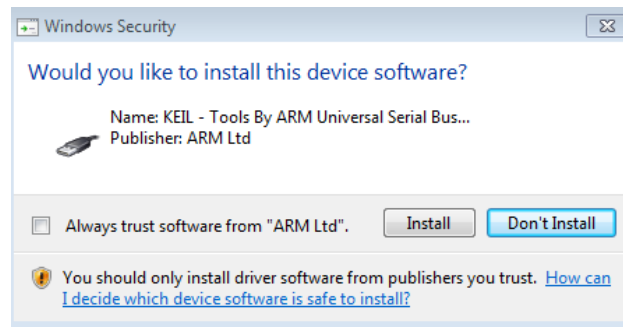 Windows Security
Would you like to install this device software?
Name: KEIL - Tools By ARM Universal Serial Bus...
Publisher: ARM Ltd
Always trust software from "ARM Ltd".
Install
Don't Install
You should only install driver software from publishers you trust. How can
I decide which device software is safe to install?